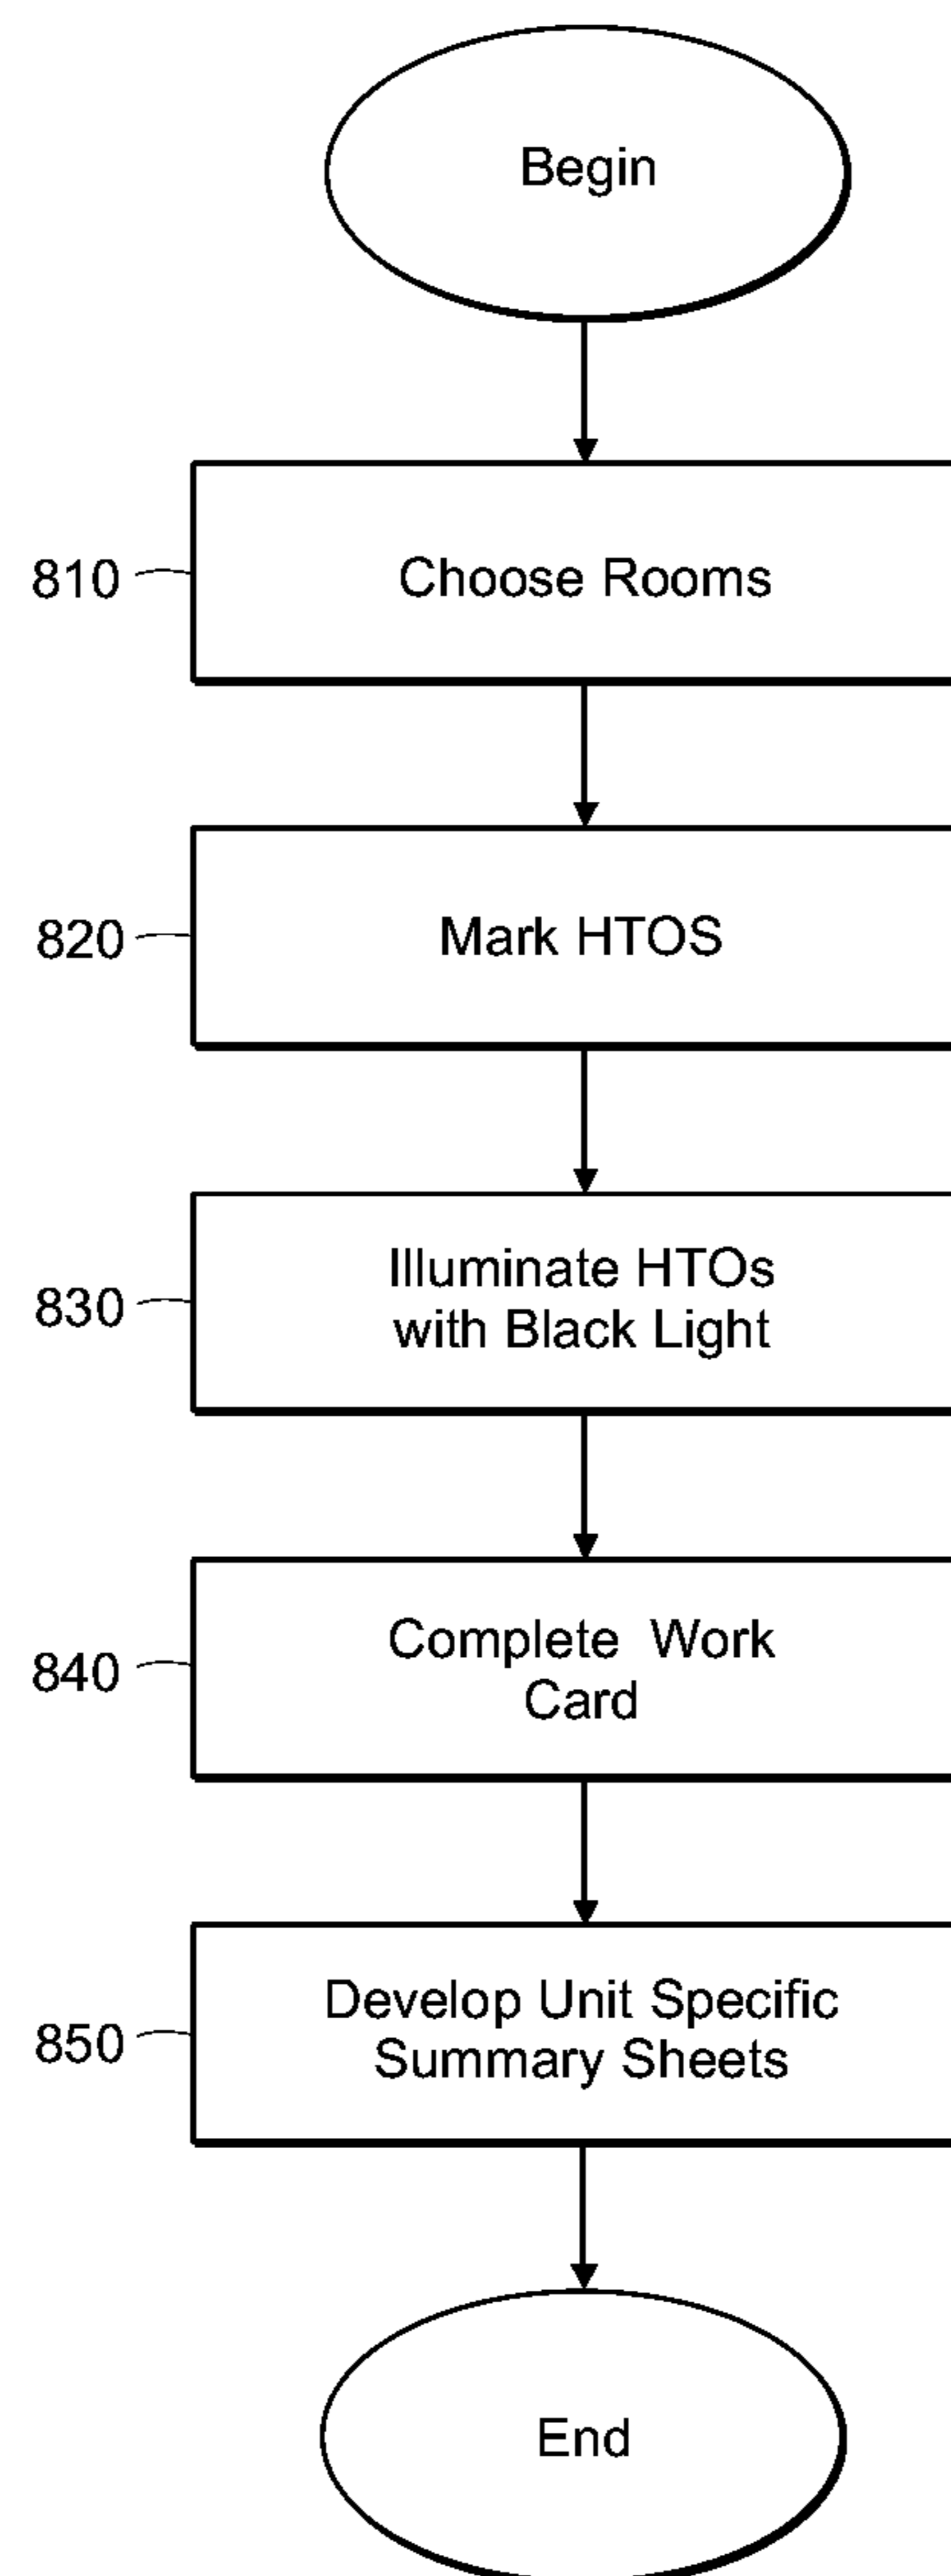 Begin
810
Choose Rooms
820
Mark HTOS
830
Illuminate HTOs
with Black Light
840
Complete Work
Card
850
Develop Unit Specific
Summary Sheets
End